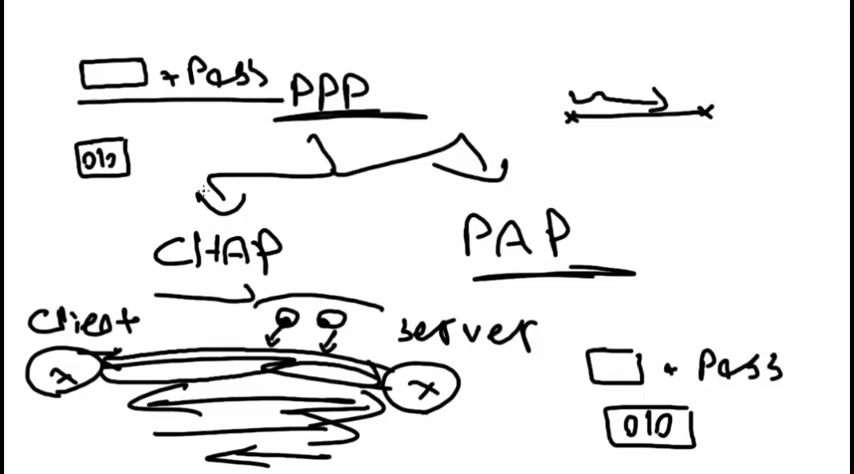 + Pass PPP
010
CHAP PAP
Client server
x x
+ Pass
010